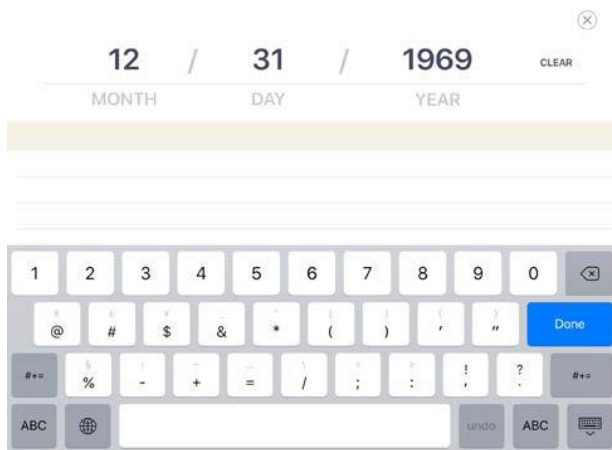 12 / 31 / 1969 CLEAR
MONTH DAY YEAR
1 2 3 4 5 6 7 8 9 0
@ # $ & * ( ) ' "
Done
#+= % - + = / ; : ! , ? . #+=
ABC undo ABC